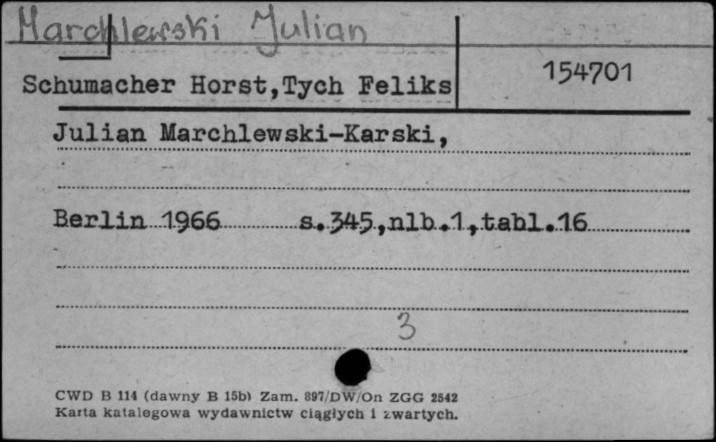 Marchlewski Julian
Schumacher Horst,Tych Feliks
154701
Julian Marchlewski-Karski,
Berlin 1966 s.345,nlb.1,tabl.16
3
CWD B 114 (dawny B 15b) Zam. 897/DW/On ZGG 2542
Karta katalogowa wydawnictw ciągłych i zwartych.